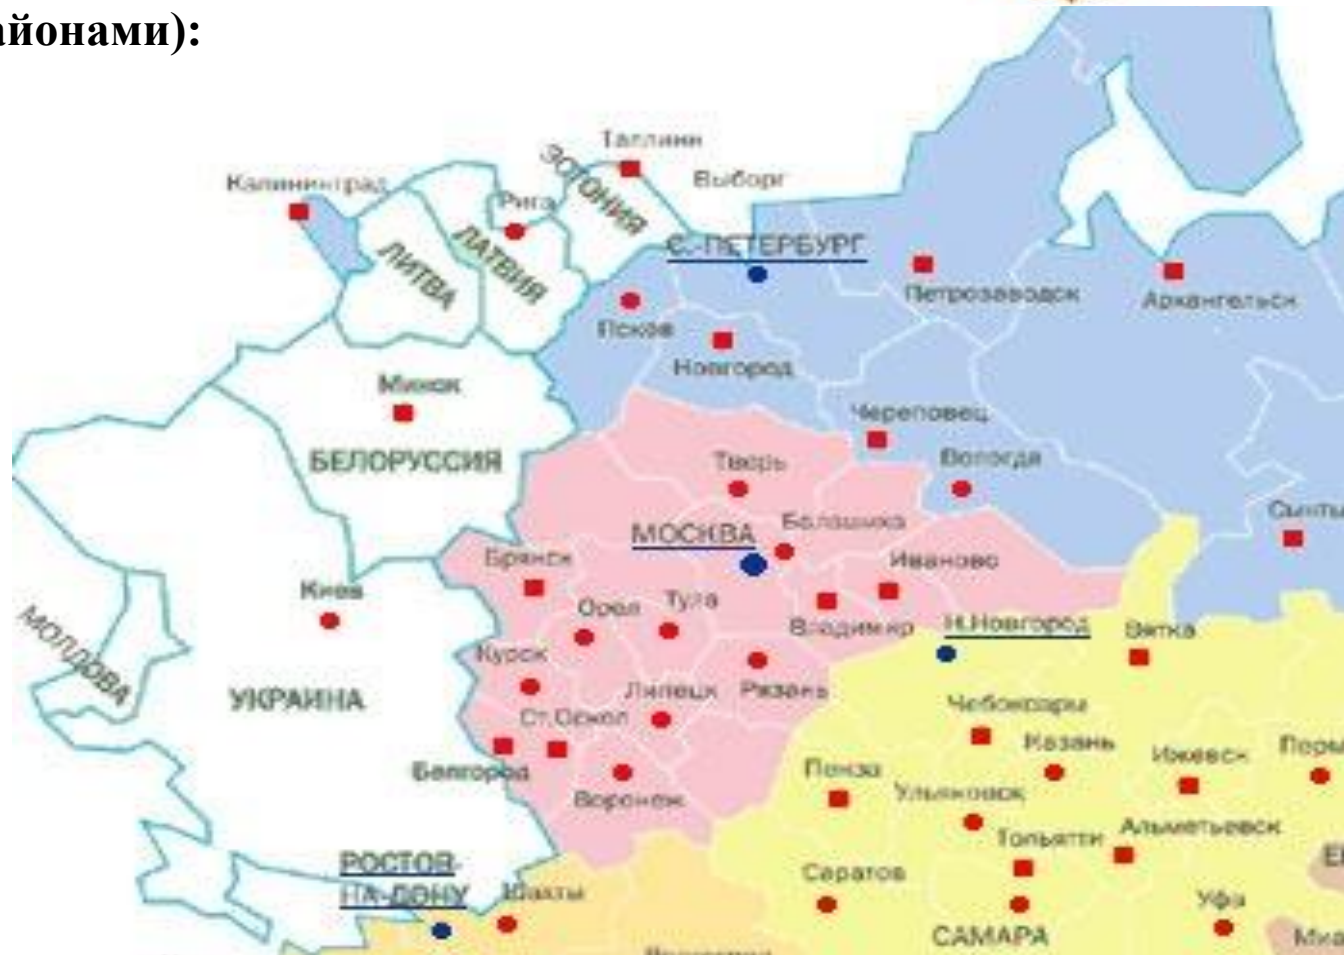 айонами):
Таллинн
Калининград
ЭСТОНИЯ
Выборг
Рига
ЛАТВИЯ
ЛИТВА
С.-ПЕТЕРБУРГ
Петрозаводск
Архангельск
Псков
Новгород
Минск
БЕЛОРУССИЯ
Череповец
Вологда
Тверь
МОСКВА
Балашиха
Сыкты
Брянск
Иваново
Киев
Орел
Тула
Владимир
Н.Новгород
Вятка
МОЛДОВА
Курск
УКРАИНА
Липецк
Рязань
Ст.Оскол
Чебоксары
Казань
Ижевск
Белгород
Воронеж
Пенза
Ульяновск
Тольятти
Альметьевск
РОСТОВ-
НА-ДОНУ
Шахты
Саратов
Уфа
САМАРА